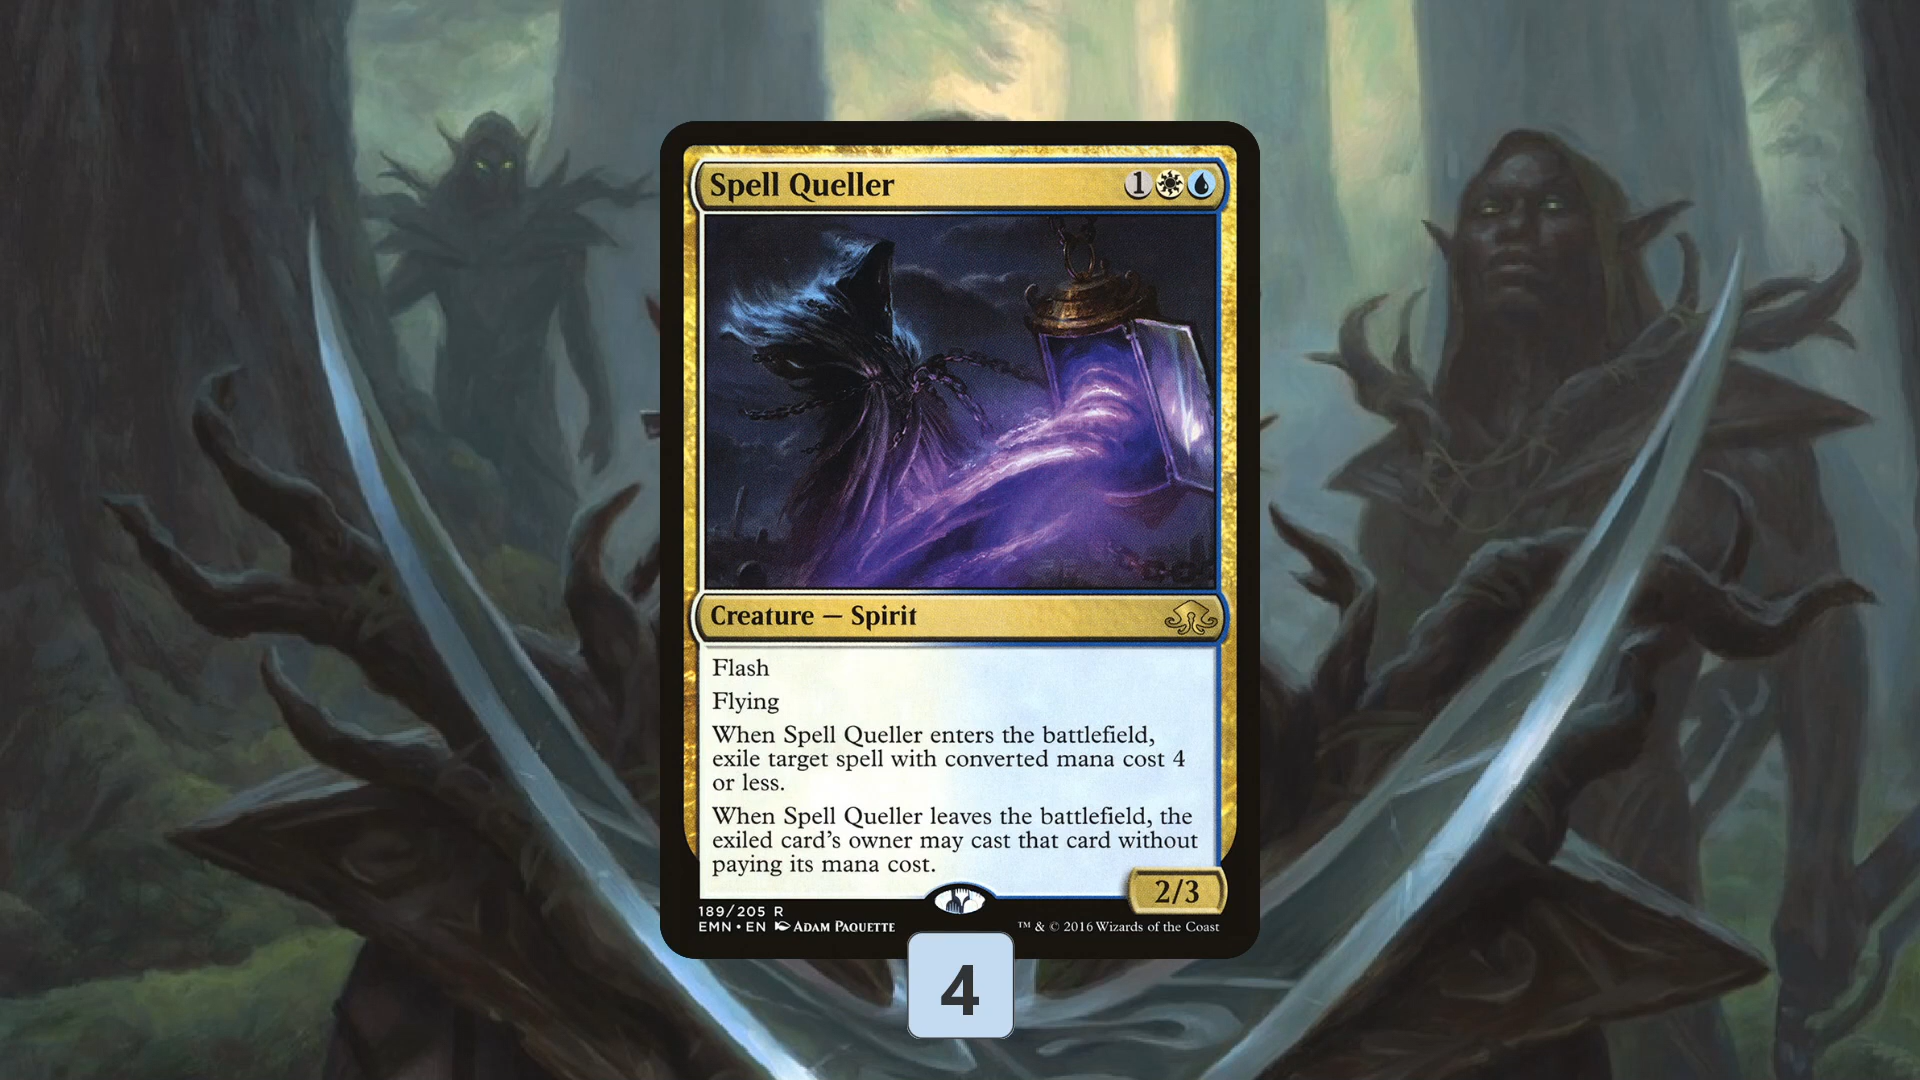 Spell Queller 1
Creature — Spirit
Flash
Flying
When Spell Queller enters the battlefield,
exile target spell with converted mana cost 4
or less.
When Spell Queller leaves the battlefield, the
exiled card's owner may cast that card without
paying its mana cost.
2/3
189/205 R
EMN • EN ADAM PAQUETTE
™ & © 2016 Wizards of the Coast
4